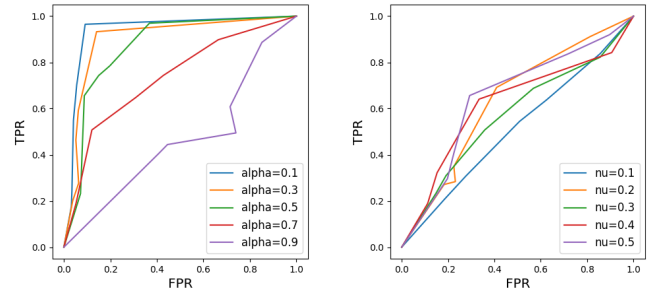 1.0
0.8
0.6
0.4
0.2
0.0
TPR
0.0 0.2 0.4 0.6 0.8 1.0
FPR
alpha=0.1
alpha=0.3
alpha=0.5
alpha=0.7
alpha=0.9
1.0
0.8
0.6
0.4
0.2
0.0
TPR
0.0 0.2 0.4 0.6 0.8 1.0
FPR
nu=0.1
nu=0.2
nu=0.3
nu=0.4
nu=0.5